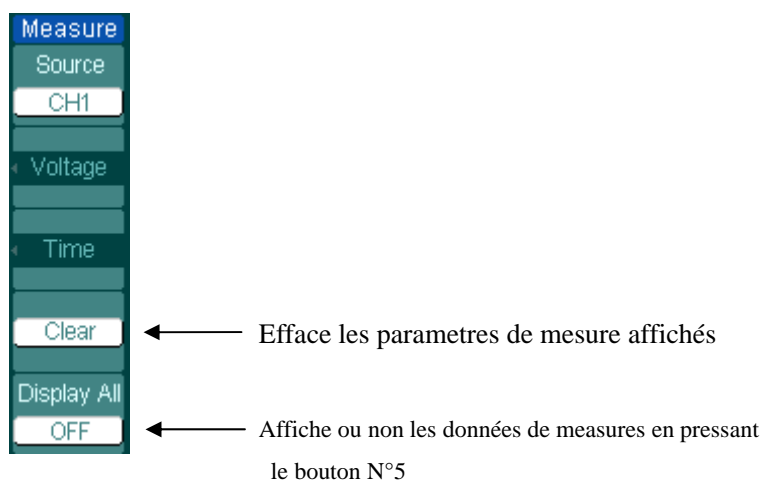 Measure
Source
CH1
Voltage
Time
Clear
Efface les parametres de mesure affichés
Display All
OFF
Affiche ou non les données de measures en pressant
le bouton N°5